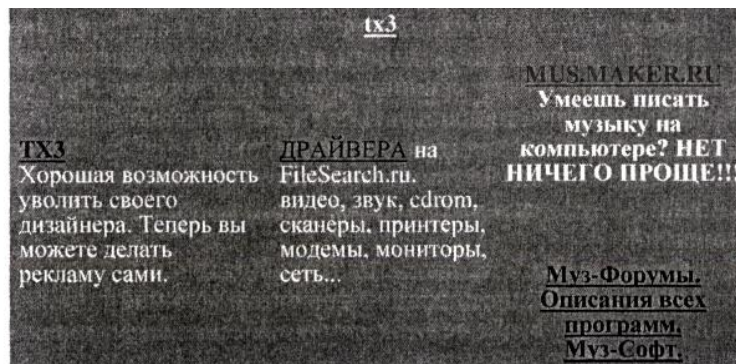 tx3
TX3
Хорошая возможность
уволить своего
дизайнера. Теперь вы
можете делать
рекламу сами.
ДРАЙВЕРА на
FileSearch.ru.
видео, звук, cdrom,
сканеры, принтеры,
модемы, мониторы,
сеть...
MUS.MAKER.RU
Умеешь писать
музыку на
компьютере? НЕТ
НИЧЕГО ПРОЩЕ!!!
Муз-Форумы.
Описания всех
программ.
Муз-Софт.